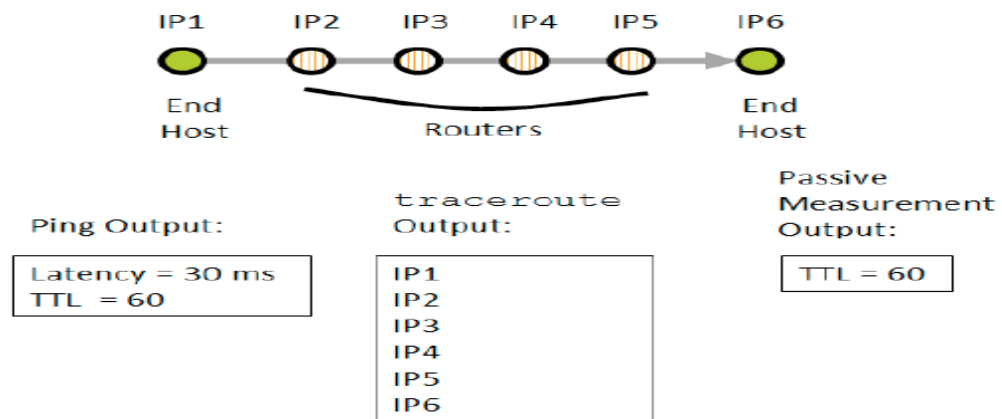 IP1 IP2 IP3 IP4 IP5 IP6
End
Host
Routers
End
Host
Ping Output:
Latency = 30 ms
TTL = 60
traceroute
Output:
IP1
IP2
IP3
IP4
IP5
IP6
Passive
Measurement
Output:
TTL = 60